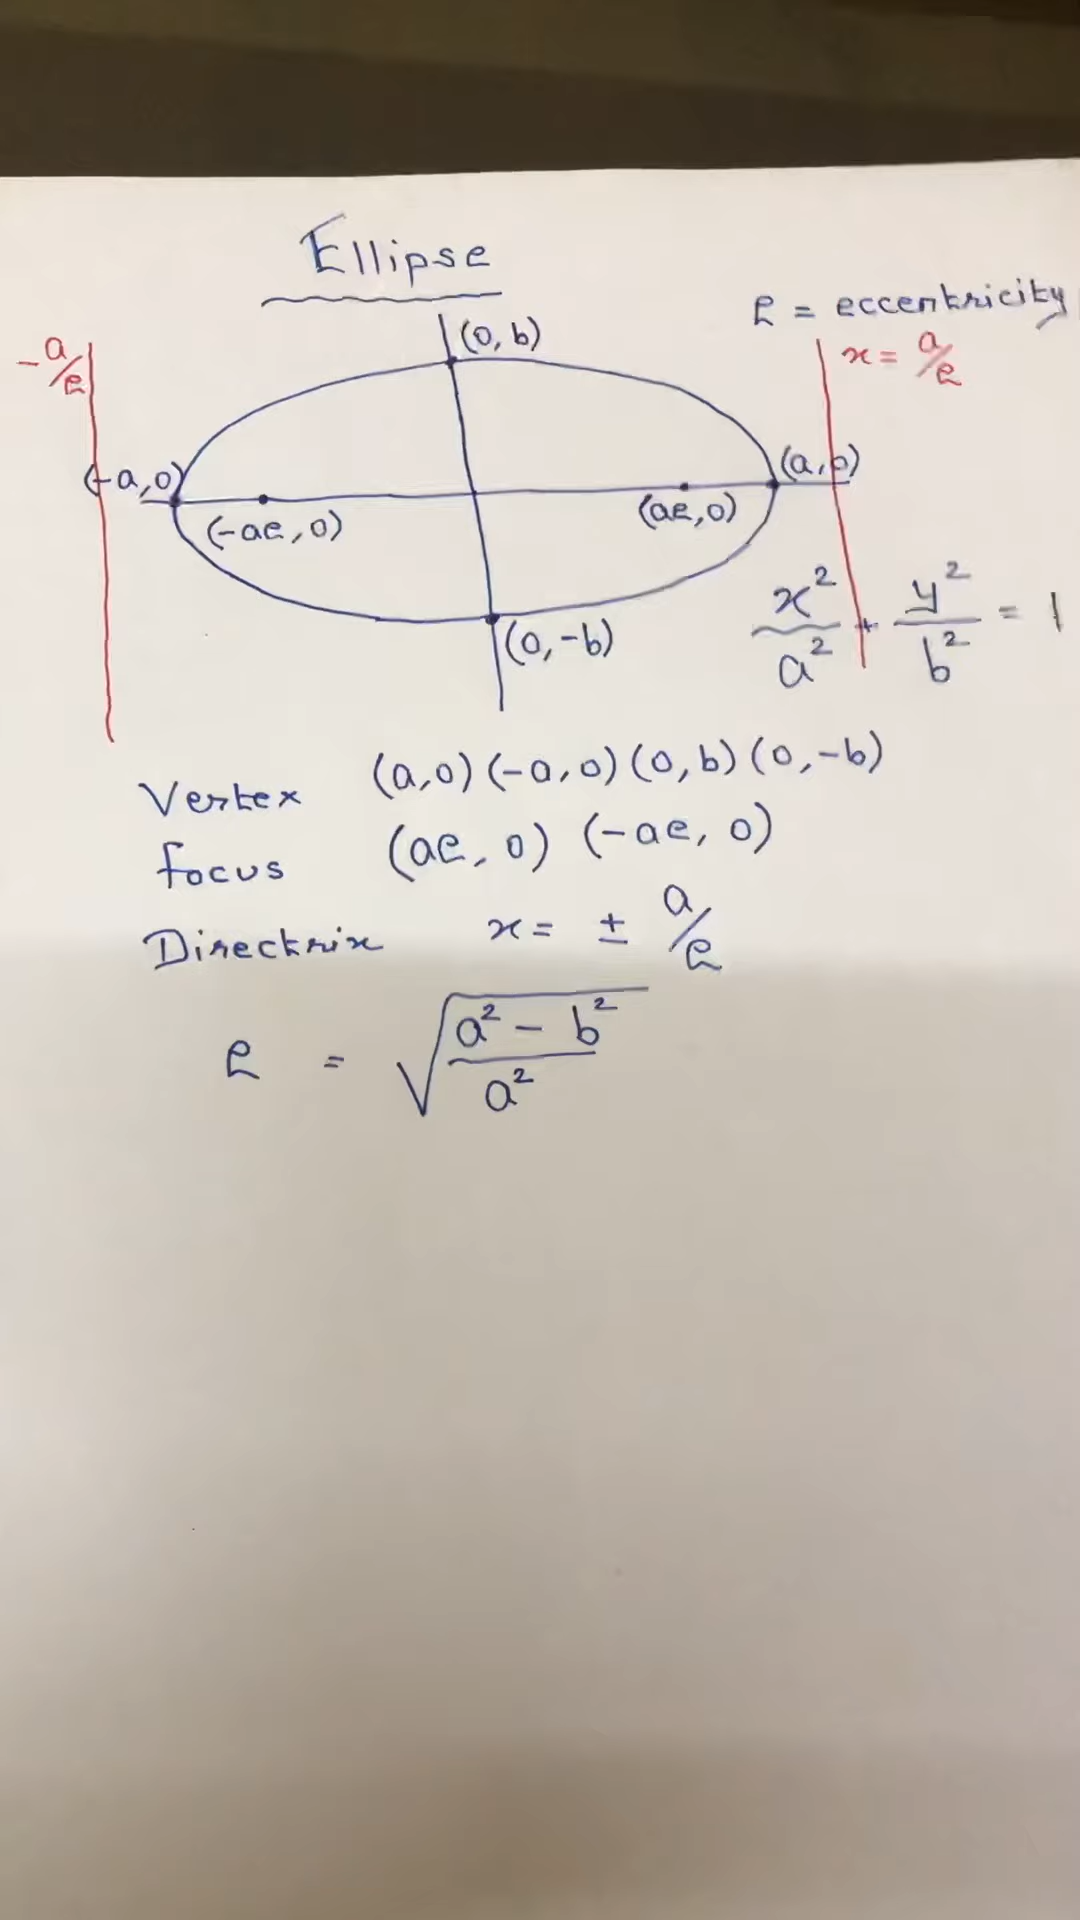 Ellipse
e = eccentricity
(0, b)
-a/e
x = a/e
(-a, 0)
(a, 0)
(-ae, 0)
(ae, 0)
x²/a² + y²/b² = 1
(0, -b)
Vertex (a, 0) (-a, 0) (0, b) (0, -b)
focus (ae, 0) (-ae, 0)
Directrix x = ± a/e
e = √((a² - b²)/a²)